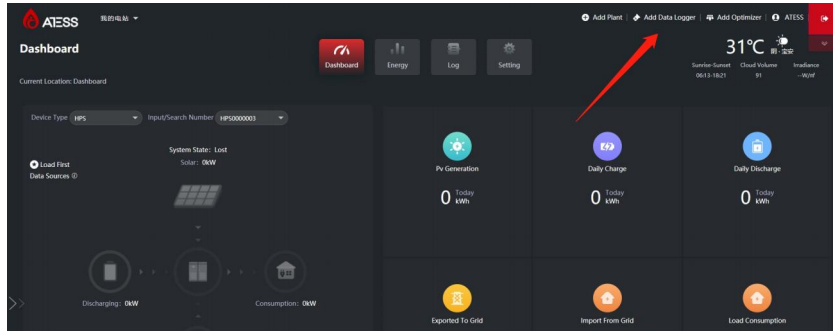 ATESS 我的电站
Add Plant | Add Data Logger | Add Optimizer | ATESS
Dashboard
Dashboard
Energy
Log
Setting
31°C
Sunrise-Sunset Cloud Volume Irradiance
06:13-18:21 91 --W/㎡
Current Location: Dashboard
Device Type HPS Input/Search Number HPS0000003
System State: Lost
Solar: 0kW
Load First
Data Sources
Discharging: 0kW
Consumption: 0kW
Pv Generation
0 Today kWh
Daily Charge
0 Today kWh
Daily Discharge
0 Today kWh
Exported To Grid
Import From Grid
Load Consumption